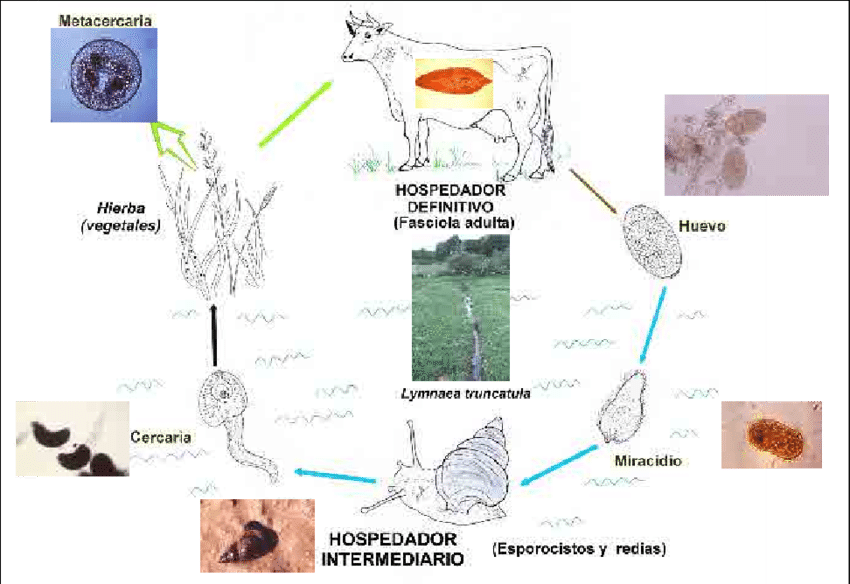 Metacercaria
Hierba
(vegetales)
HOSPEDADOR
DEFINITIVO
(Fasciola adulta)
Huevo
Lymnaea truncatula
Cercaria
Miracidio
HOSPEDADOR
INTERMEDIARIO
(Esporocistos y redias)